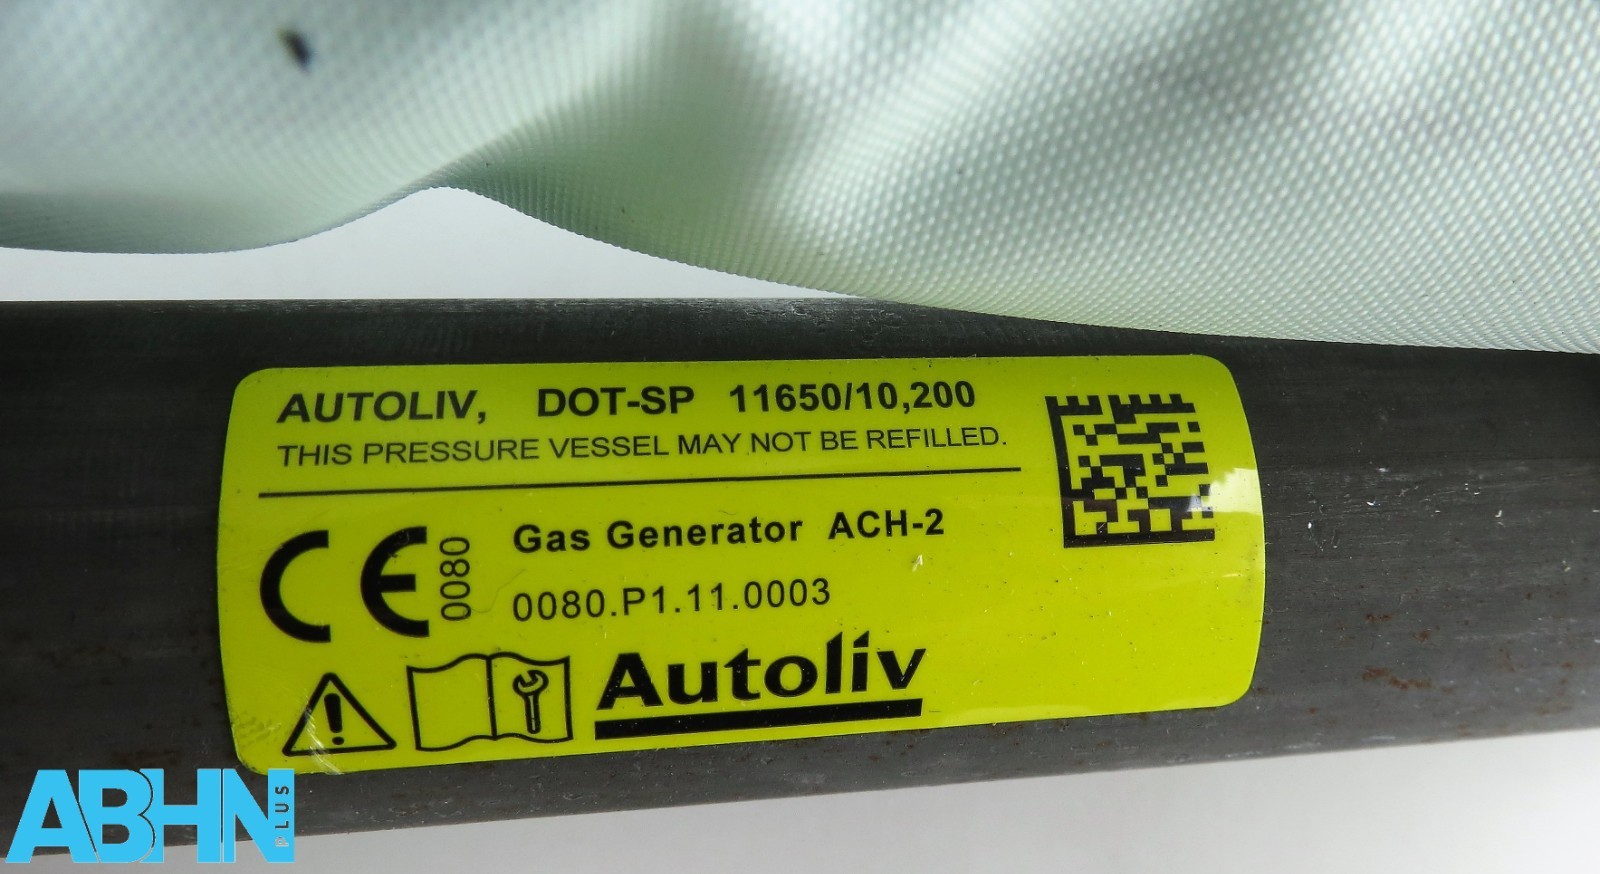 AUTOLIV, DOT-SP 11650/10,200
THIS PRESSURE VESSEL MAY NOT BE REFILLED.
CE 0080
Gas Generator ACH-2
0080.P1.11.0003
Autoliv
ABHN PLUS